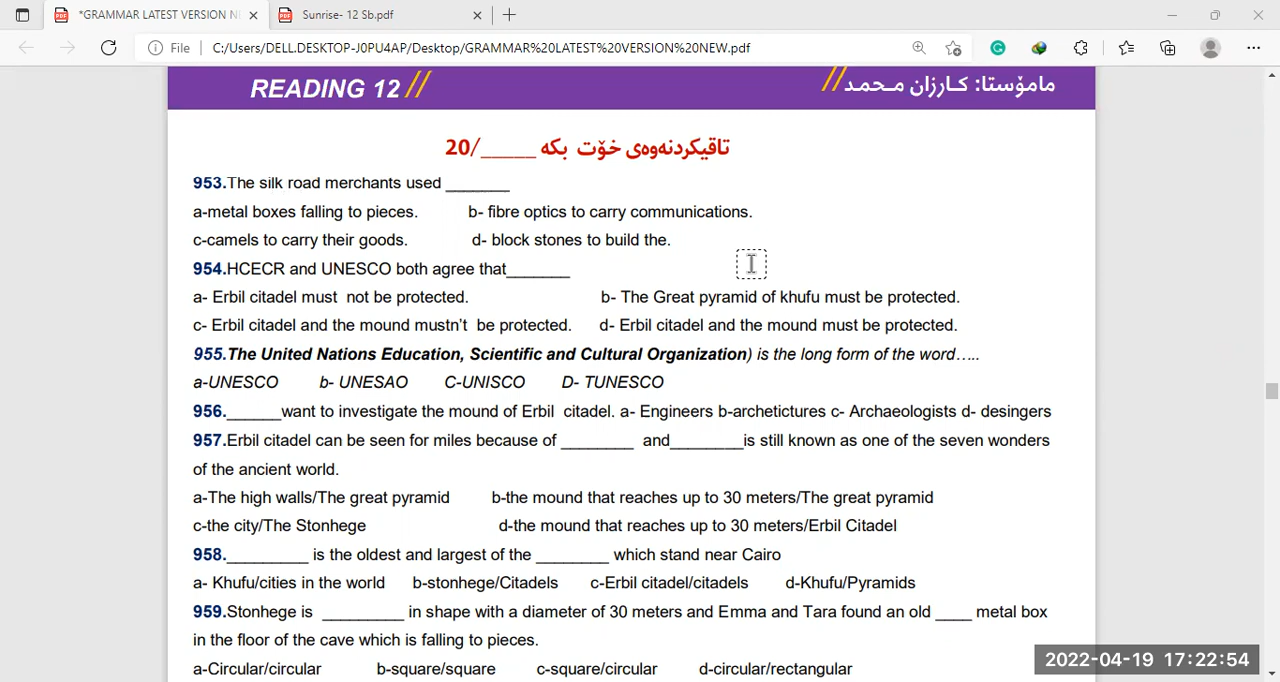 *GRAMMAR LATEST VERSION N
Sunrise- 12 Sb.pdf
File C:/Users/DELL.DESKTOP-J0PU4AP/Desktop/GRAMMAR%20LATEST%20VERSION%20NEW.pdf
READING 12 // // مامۆستا: کارزان محمد
تاقیکردنەوەی خۆت بکە _____/20
953.The silk road merchants used _______
a-metal boxes falling to pieces. b- fibre optics to carry communications.
c-camels to carry their goods. d- block stones to build the.
954.HCECR and UNESCO both agree that_______
a- Erbil citadel must not be protected. b- The Great pyramid of khufu must be protected.
c- Erbil citadel and the mound mustn't be protected. d- Erbil citadel and the mound must be protected.
955.The United Nations Education, Scientific and Cultural Organization) is the long form of the word…..
a-UNESCO b- UNESAO C-UNISCO D- TUNESCO
956.______want to investigate the mound of Erbil citadel. a- Engineers b-archetictures c- Archaeologists d- desingers
957.Erbil citadel can be seen for miles because of ________ and________is still known as one of the seven wonders
of the ancient world.
a-The high walls/The great pyramid b-the mound that reaches up to 30 meters/The great pyramid
c-the city/The Stonhege d-the mound that reaches up to 30 meters/Erbil Citadel
958._________ is the oldest and largest of the ________ which stand near Cairo
a- Khufu/cities in the world b-stonhege/Citadels c-Erbil citadel/citadels d-Khufu/Pyramids
959.Stonhege is _________ in shape with a diameter of 30 meters and Emma and Tara found an old ____ metal box
in the floor of the cave which is falling to pieces.
a-Circular/circular b-square/square c-square/circular d-circular/rectangular
2022-04-19 17:22:54